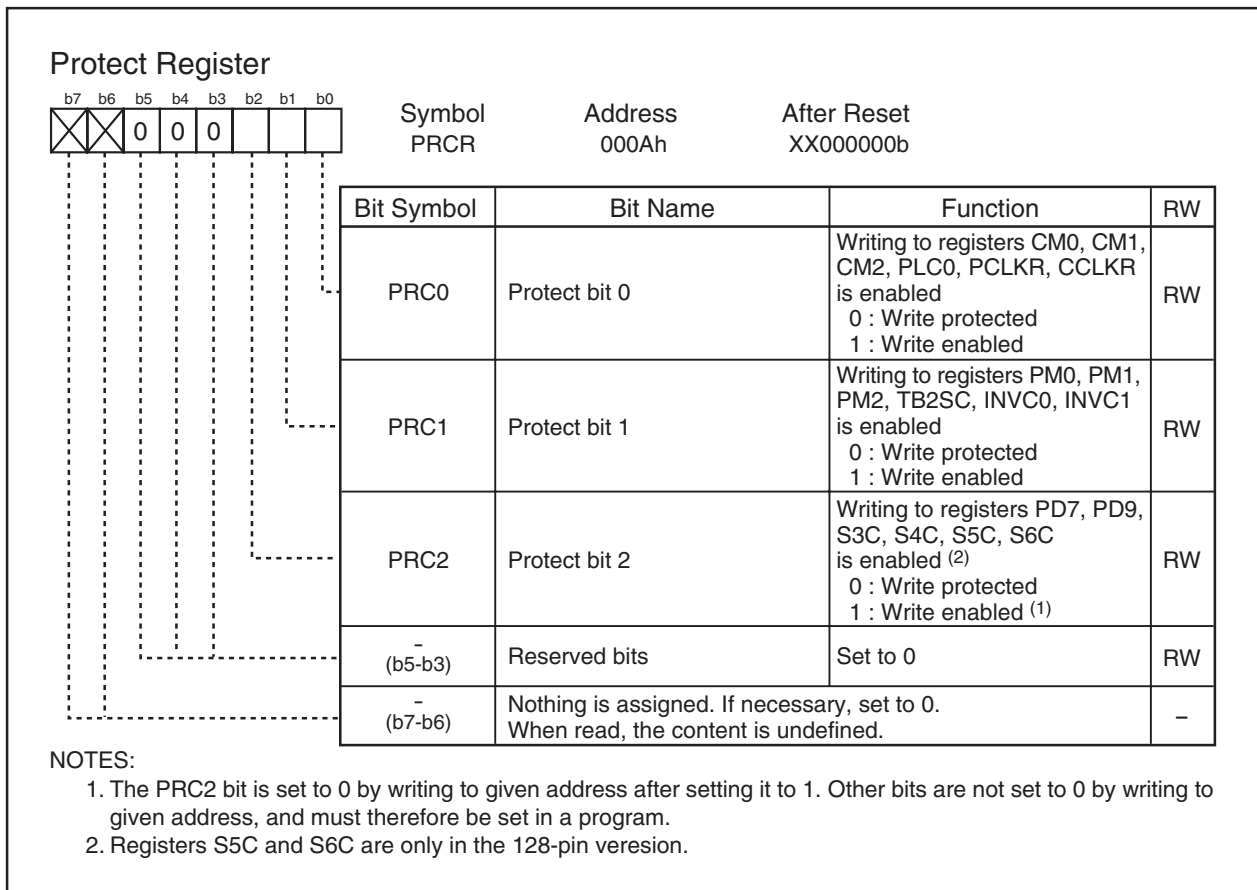 Protect Register
b7 b6 b5 b4 b3 b2 b1 b0
0 0 0
Symbol Address After Reset
PRCR 000Ah XX000000b
Bit Symbol Bit Name Function RW
PRC0 Protect bit 0 Writing to registers CM0, CM1,
CM2, PLC0, PCLKR, CCLKR
is enabled
0 : Write protected
1 : Write enabled RW
PRC1 Protect bit 1 Writing to registers PM0, PM1,
PM2, TB2SC, INVC0, INVC1
is enabled
0 : Write protected
1 : Write enabled RW
PRC2 Protect bit 2 Writing to registers PD7, PD9,
S3C, S4C, S5C, S6C
is enabled (2)
0 : Write protected
1 : Write enabled (1) RW
–
(b5-b3) Reserved bits Set to 0 RW
–
(b7-b6) Nothing is assigned. If necessary, set to 0.
When read, the content is undefined. –
NOTES:
1. The PRC2 bit is set to 0 by writing to given address after setting it to 1. Other bits are not set to 0 by writing to
given address, and must therefore be set in a program.
2. Registers S5C and S6C are only in the 128-pin veresion.